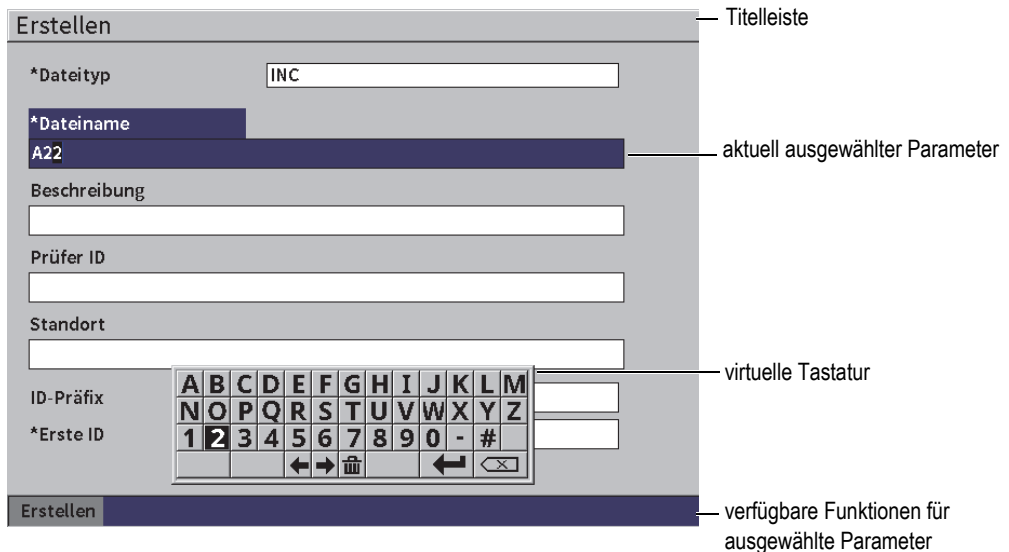 Erstellen
Titelleiste
*Dateityp
INC
*Dateiname
A22
aktuell ausgewählter Parameter
Beschreibung
Prüfer ID
Standort
virtuelle Tastatur
ID-Präfix
*Erste ID
A B C D E F G H I J K L M
N O P Q R S T U V W X Y Z
1 2 3 4 5 6 7 8 9 0 - #
Erstellen
verfügbare Funktionen für
ausgewählte Parameter